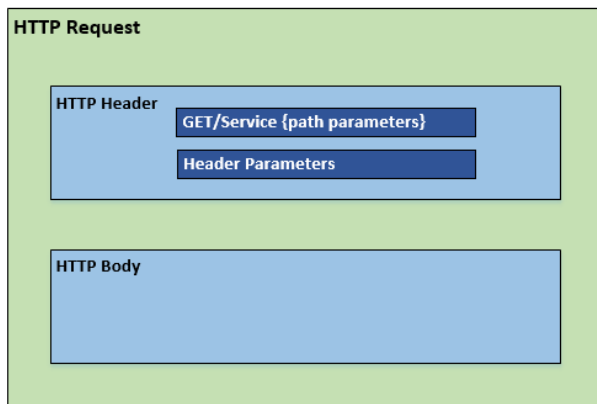 HTTP Request
HTTP Header
GET/Service {path parameters}
Header Parameters
HTTP Body